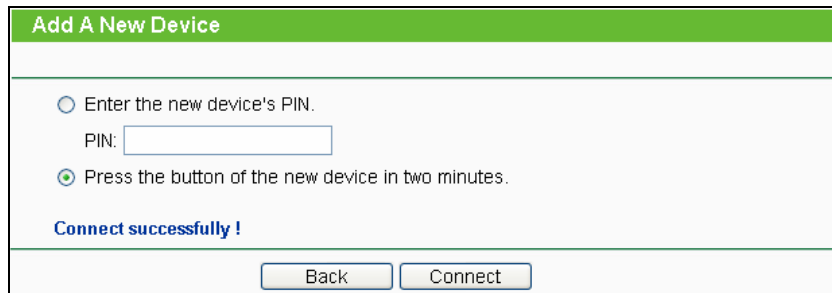 Add A New Device
Enter the new device's PIN.
PIN:
Press the button of the new device in two minutes.
Connect successfully !
Back Connect